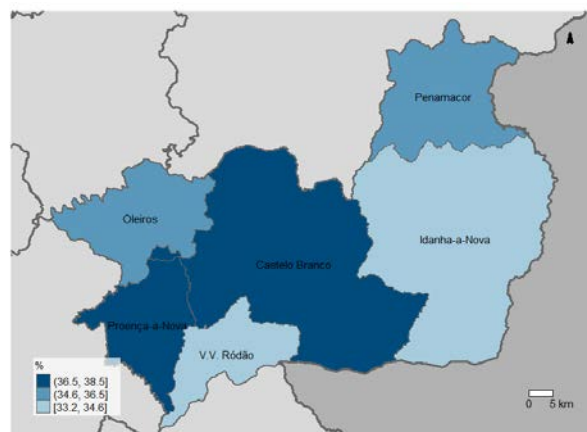 Penamacor
Oleiros
Idanha-a-Nova
Castelo Branco
Proença-a-Nova
V.V. Ródão
%
(36.5, 38.5]
(34.6, 36.5]
[33.2, 34.6]
0 5 km